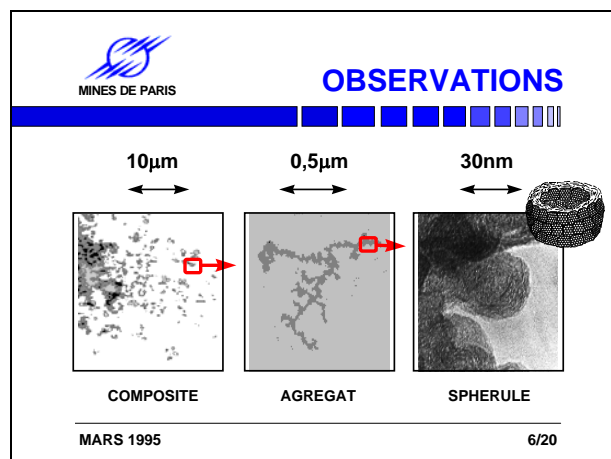 MINES DE PARIS
OBSERVATIONS
10μm 0,5μm 30nm
COMPOSITE AGREGAT SPHERULE
MARS 1995 6/20